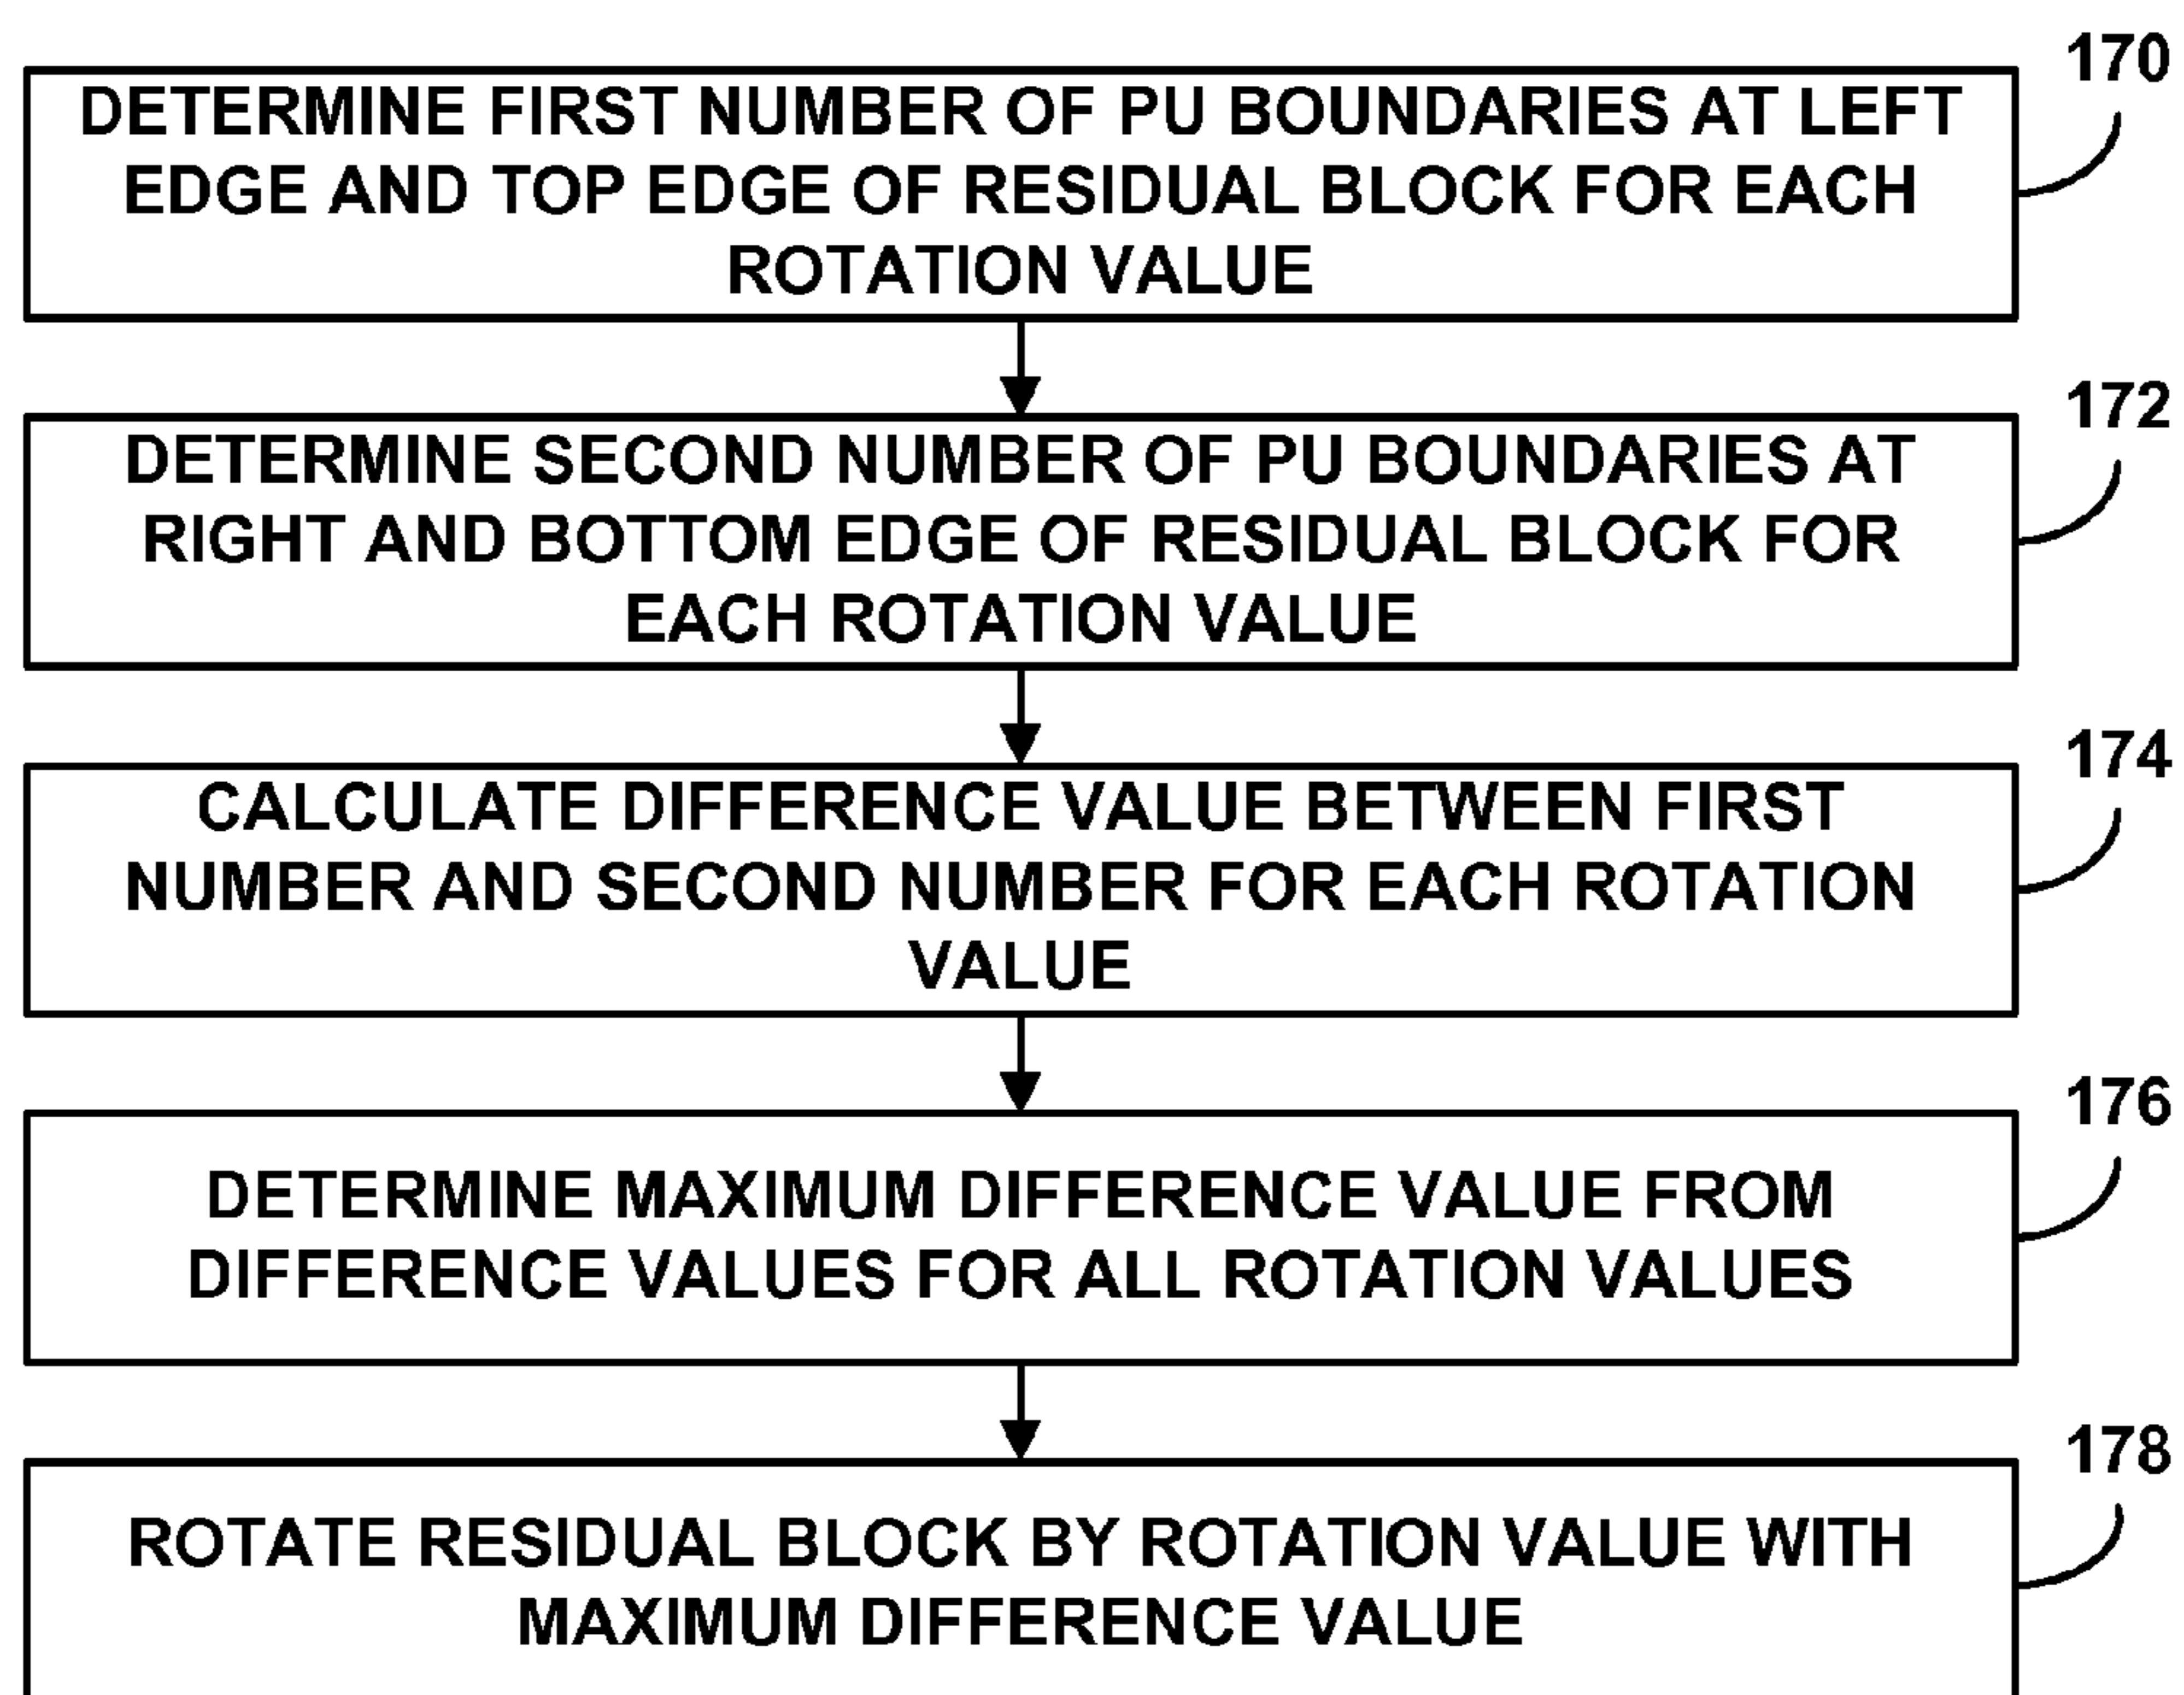 170
DETERMINE FIRST NUMBER OF PU BOUNDARIES AT LEFT
EDGE AND TOP EDGE OF RESIDUAL BLOCK FOR EACH
ROTATION VALUE
172
DETERMINE SECOND NUMBER OF PU BOUNDARIES AT
RIGHT AND BOTTOM EDGE OF RESIDUAL BLOCK FOR
EACH ROTATION VALUE
174
CALCULATE DIFFERENCE VALUE BETWEEN FIRST
NUMBER AND SECOND NUMBER FOR EACH ROTATION
VALUE
176
DETERMINE MAXIMUM DIFFERENCE VALUE FROM
DIFFERENCE VALUES FOR ALL ROTATION VALUES
178
ROTATE RESIDUAL BLOCK BY ROTATION VALUE WITH
MAXIMUM DIFFERENCE VALUE